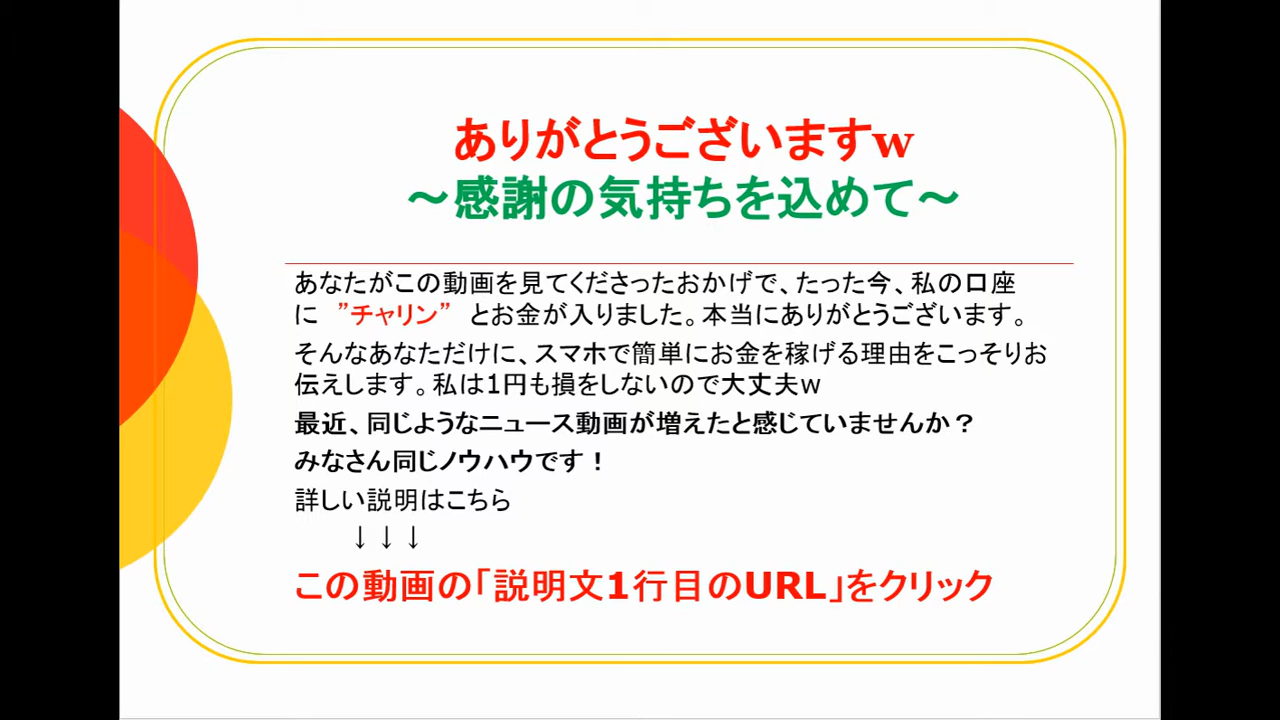 ありがとうございますw
～感謝の気持ちを込めて～
あなたがこの動画を見てくださったおかげで、たった今、私の口座
に　”チャリン”　とお金が入りました。本当にありがとうございます。
そんなあなただけに、スマホで簡単にお金を稼げる理由をこっそりお
伝えします。私は1円も損をしないので大丈夫w
最近、同じようなニュース動画が増えたと感じていませんか？
みなさん同じノウハウです！
詳しい説明はこちら
↓↓↓
この動画の「説明文1行目のURL」をクリック